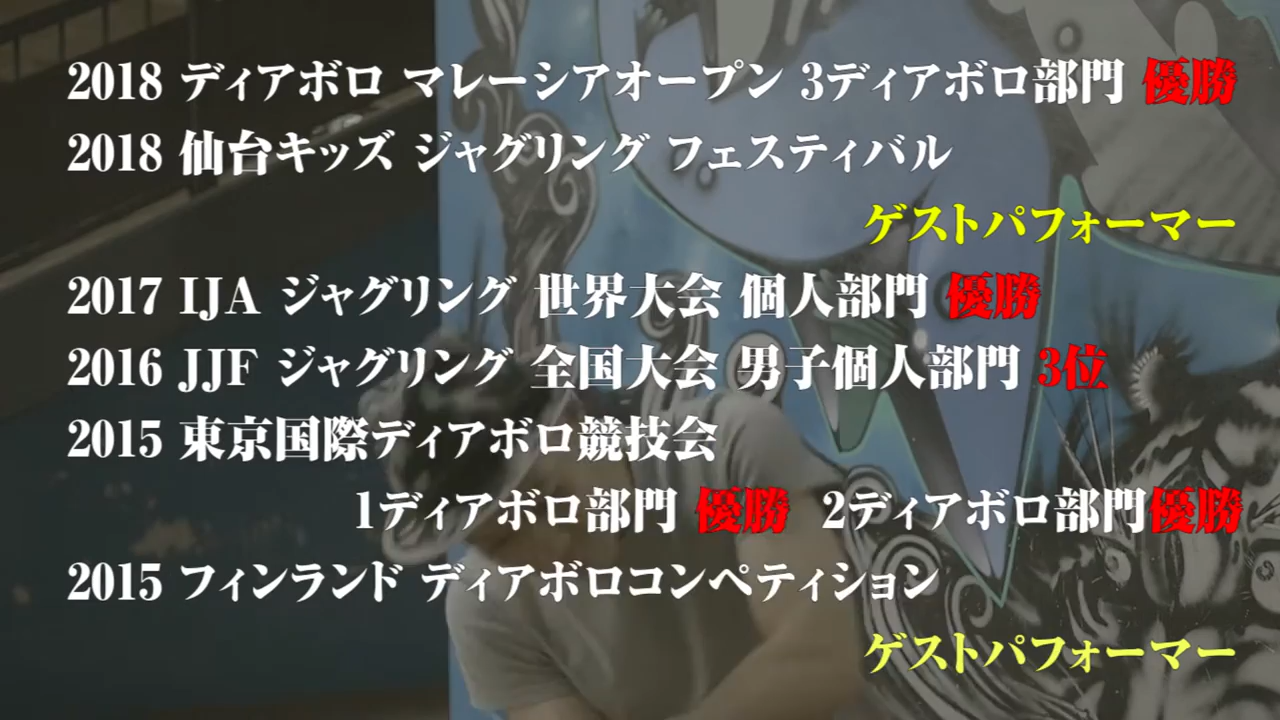 2018 ディアボロ マレーシアオープン 3ディアボロ部門 優勝
2018 仙台キッズ ジャグリング フェスティバル
ゲストパフォーマー
2017 IJA ジャグリング 世界大会 個人部門 優勝
2016 JJF ジャグリング 全国大会 男子個人部門 3位
2015 東京国際ディアボロ競技会
1ディアボロ部門 優勝 2ディアボロ部門優勝
2015 フィンランド ディアボロコンペティション
ゲストパフォーマー